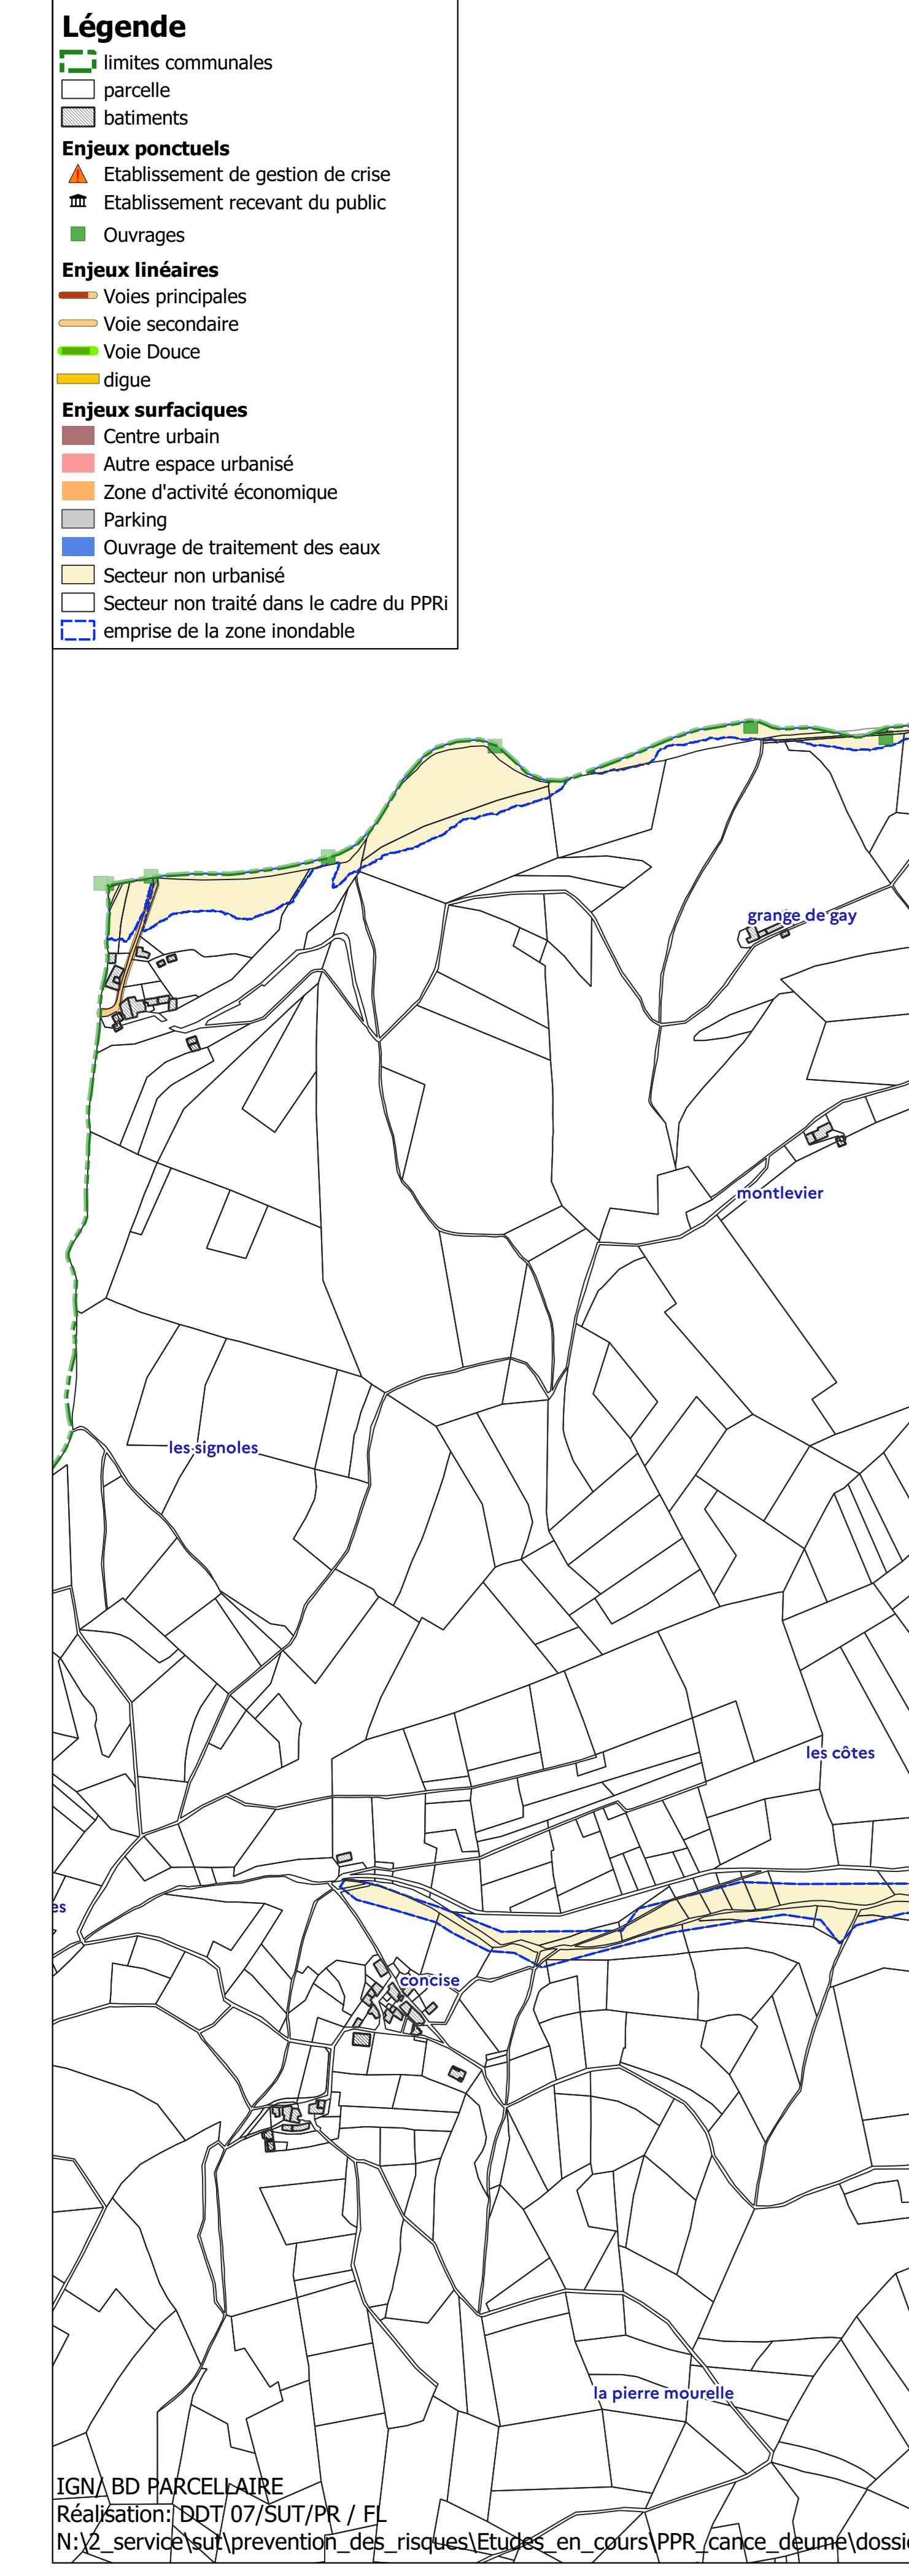 Légende
limites communales
parcelle
batiments
Enjeux ponctuels
Etablissement de gestion de crise
Etablissement recevant du public
Ouvrages
Enjeux linéaires
Voies principales
Voie secondaire
Voie Douce
digue
Enjeux surfaciques
Centre urbain
Autre espace urbanisé
Zone d'activité économique
Parking
Ouvrage de traitement des eaux
Secteur non urbanisé
Secteur non traité dans le cadre du PPRi
emprise de la zone inondable
grange de gay
montlevier
les signoles
les côtes
es
concise
la pierre mourelle
IGN/ BD PARCELLAIRE
Réalisation: DDT 07/SUT/PR / FL
N:\2_service\sut\prevention_des_risques\Etudes_en_cours\PPR_cance_deume\dossi